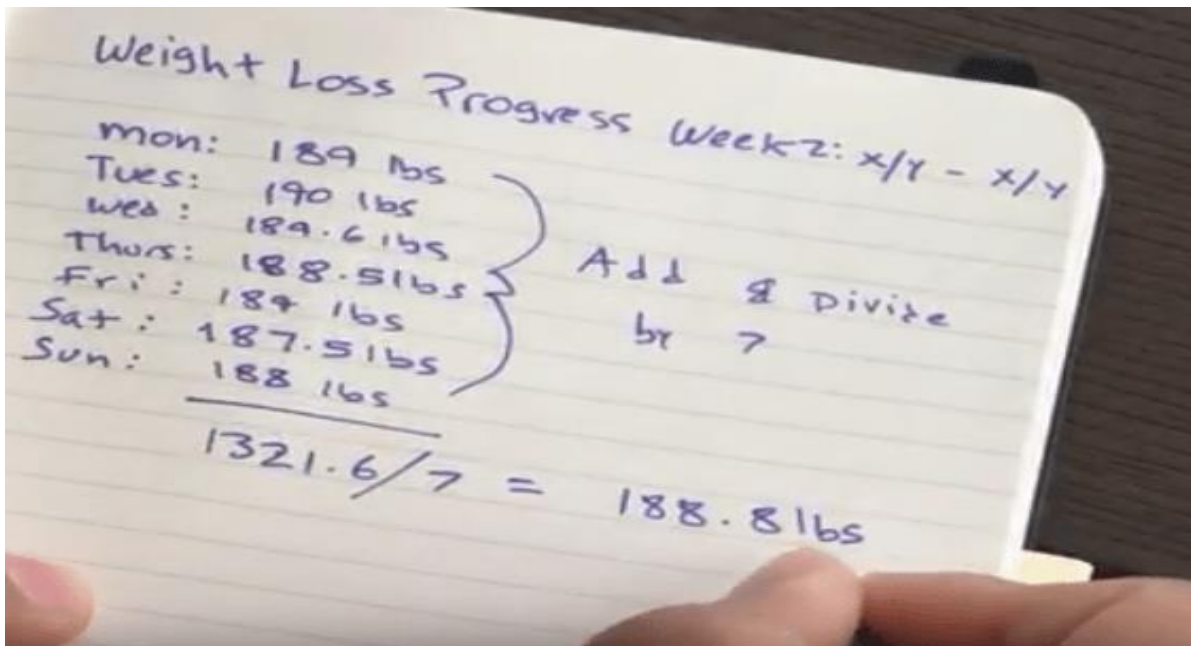 Weight Loss Progress Week 2: x/y - x/y
Mon: 189 lbs
Tues: 190 lbs
Wed: 189.6 lbs
Thurs: 188.5 lbs
Fri: 189 lbs
Sat: 187.5 lbs
Sun: 188 lbs
Add & Divide
by 7
1321.6/7 = 188.8 lbs